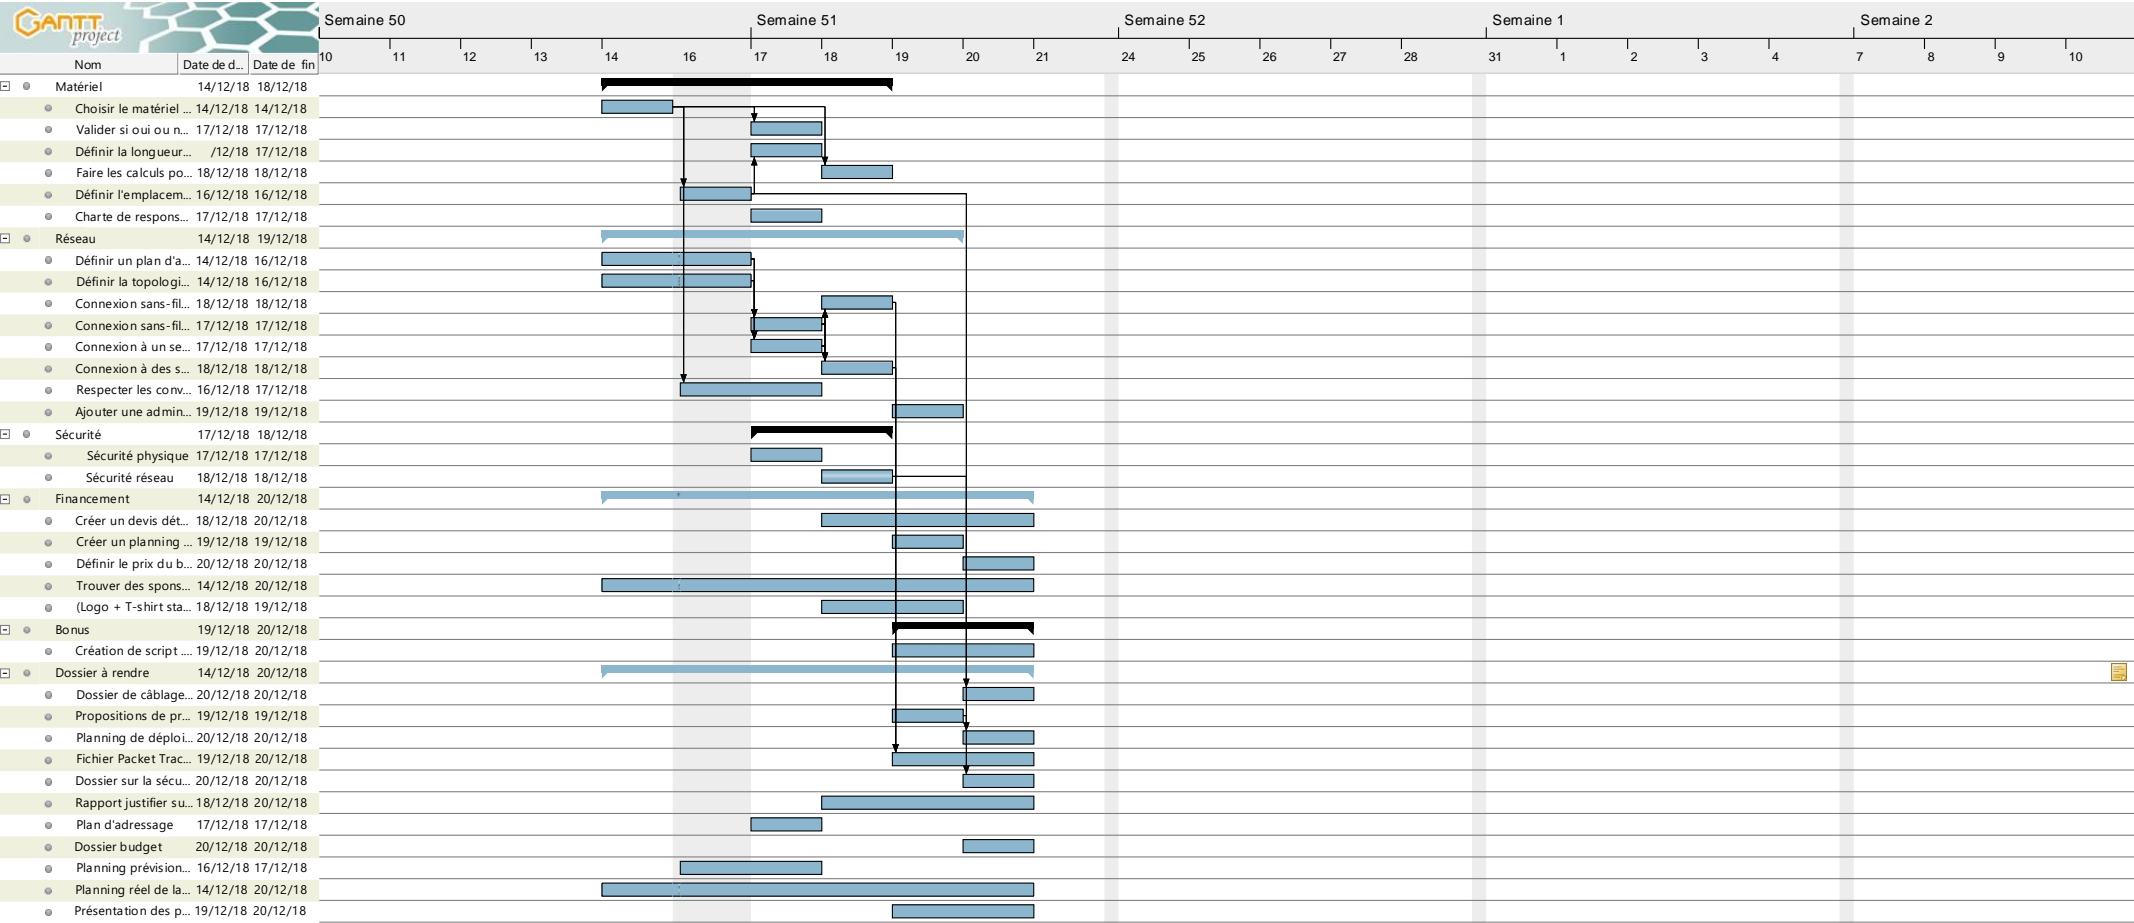 GANTT
project
Semaine 50 Semaine 51 Semaine 52 Semaine 1 Semaine 2
10 11 12 13 14 16 17 18 19 20 21 24 25 26 27 28 31 1 2 3 4 7 8 9 10
Nom Date de d... Date de fin
Matériel 14/12/18 18/12/18
Choisir le matériel ... 14/12/18 14/12/18
Valider si oui ou n... 17/12/18 17/12/18
Définir la longueur... /12/18 17/12/18
Faire les calculs po... 18/12/18 18/12/18
Définir l'emplacem... 16/12/18 16/12/18
Charte de respons... 17/12/18 17/12/18
Réseau 14/12/18 19/12/18
Définir un plan d'a... 14/12/18 16/12/18
Définir la topologi... 14/12/18 16/12/18
Connexion sans-fil... 18/12/18 18/12/18
Connexion sans-fil... 17/12/18 17/12/18
Connexion à un se... 17/12/18 17/12/18
Connexion à des s... 18/12/18 18/12/18
Respecter les conv... 16/12/18 17/12/18
Ajouter une admin... 19/12/18 19/12/18
Sécurité 17/12/18 18/12/18
Sécurité physique 17/12/18 17/12/18
Sécurité réseau 18/12/18 18/12/18
Financement 14/12/18 20/12/18
Créer un devis dét... 18/12/18 20/12/18
Créer un planning ... 19/12/18 19/12/18
Définir le prix du b... 20/12/18 20/12/18
Trouver des spons... 14/12/18 20/12/18
(Logo + T-shirt sta... 18/12/18 19/12/18
Bonus 19/12/18 20/12/18
Création de script .... 19/12/18 20/12/18
Dossier à rendre 14/12/18 20/12/18
Dossier de câblage... 20/12/18 20/12/18
Propositions de pr... 19/12/18 19/12/18
Planning de déploi... 20/12/18 20/12/18
Fichier Packet Trac... 19/12/18 20/12/18
Dossier sur la sécu... 20/12/18 20/12/18
Rapport justifier su... 18/12/18 20/12/18
Plan d'adressage 17/12/18 17/12/18
Dossier budget 20/12/18 20/12/18
Planning prévision... 16/12/18 17/12/18
Planning réel de la... 14/12/18 20/12/18
Présentation des p... 19/12/18 20/12/18